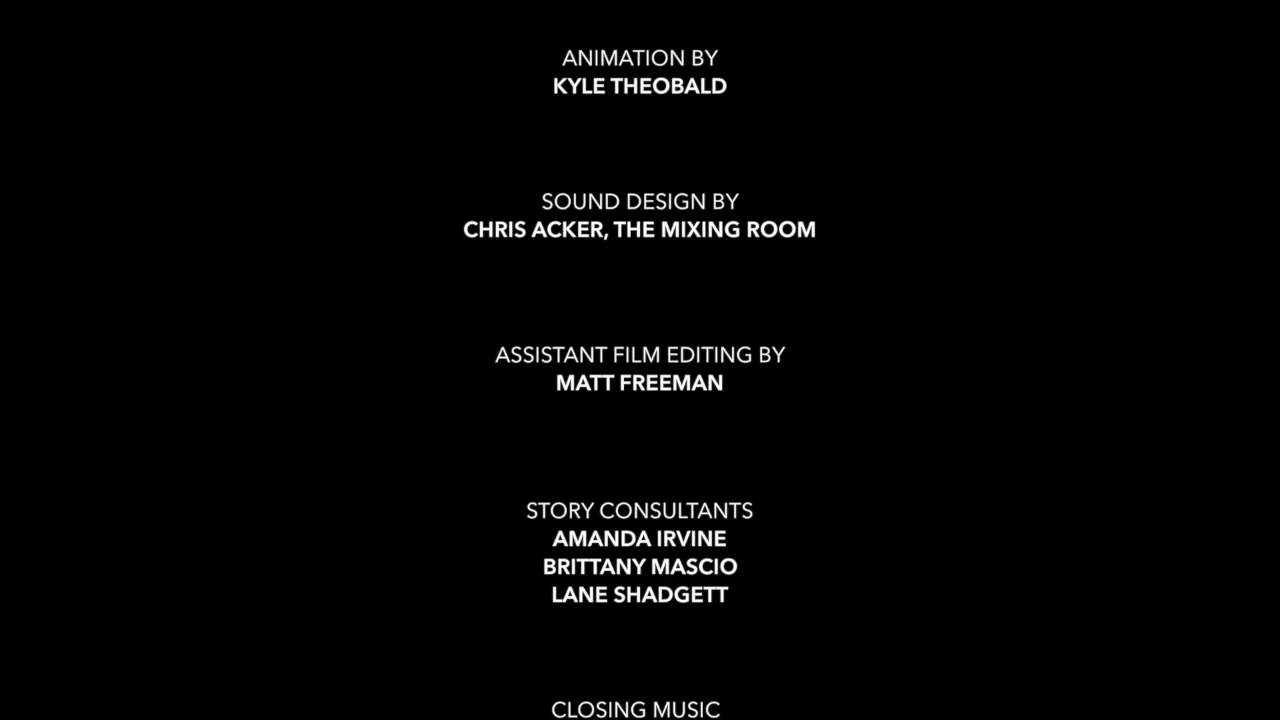 ANIMATION BY
KYLE THEOBALD
SOUND DESIGN BY
CHRIS ACKER, THE MIXING ROOM
ASSISTANT FILM EDITING BY
MATT FREEMAN
STORY CONSULTANTS
AMANDA IRVINE
BRITTANY MASCIO
LANE SHADGETT
CLOSING MUSIC